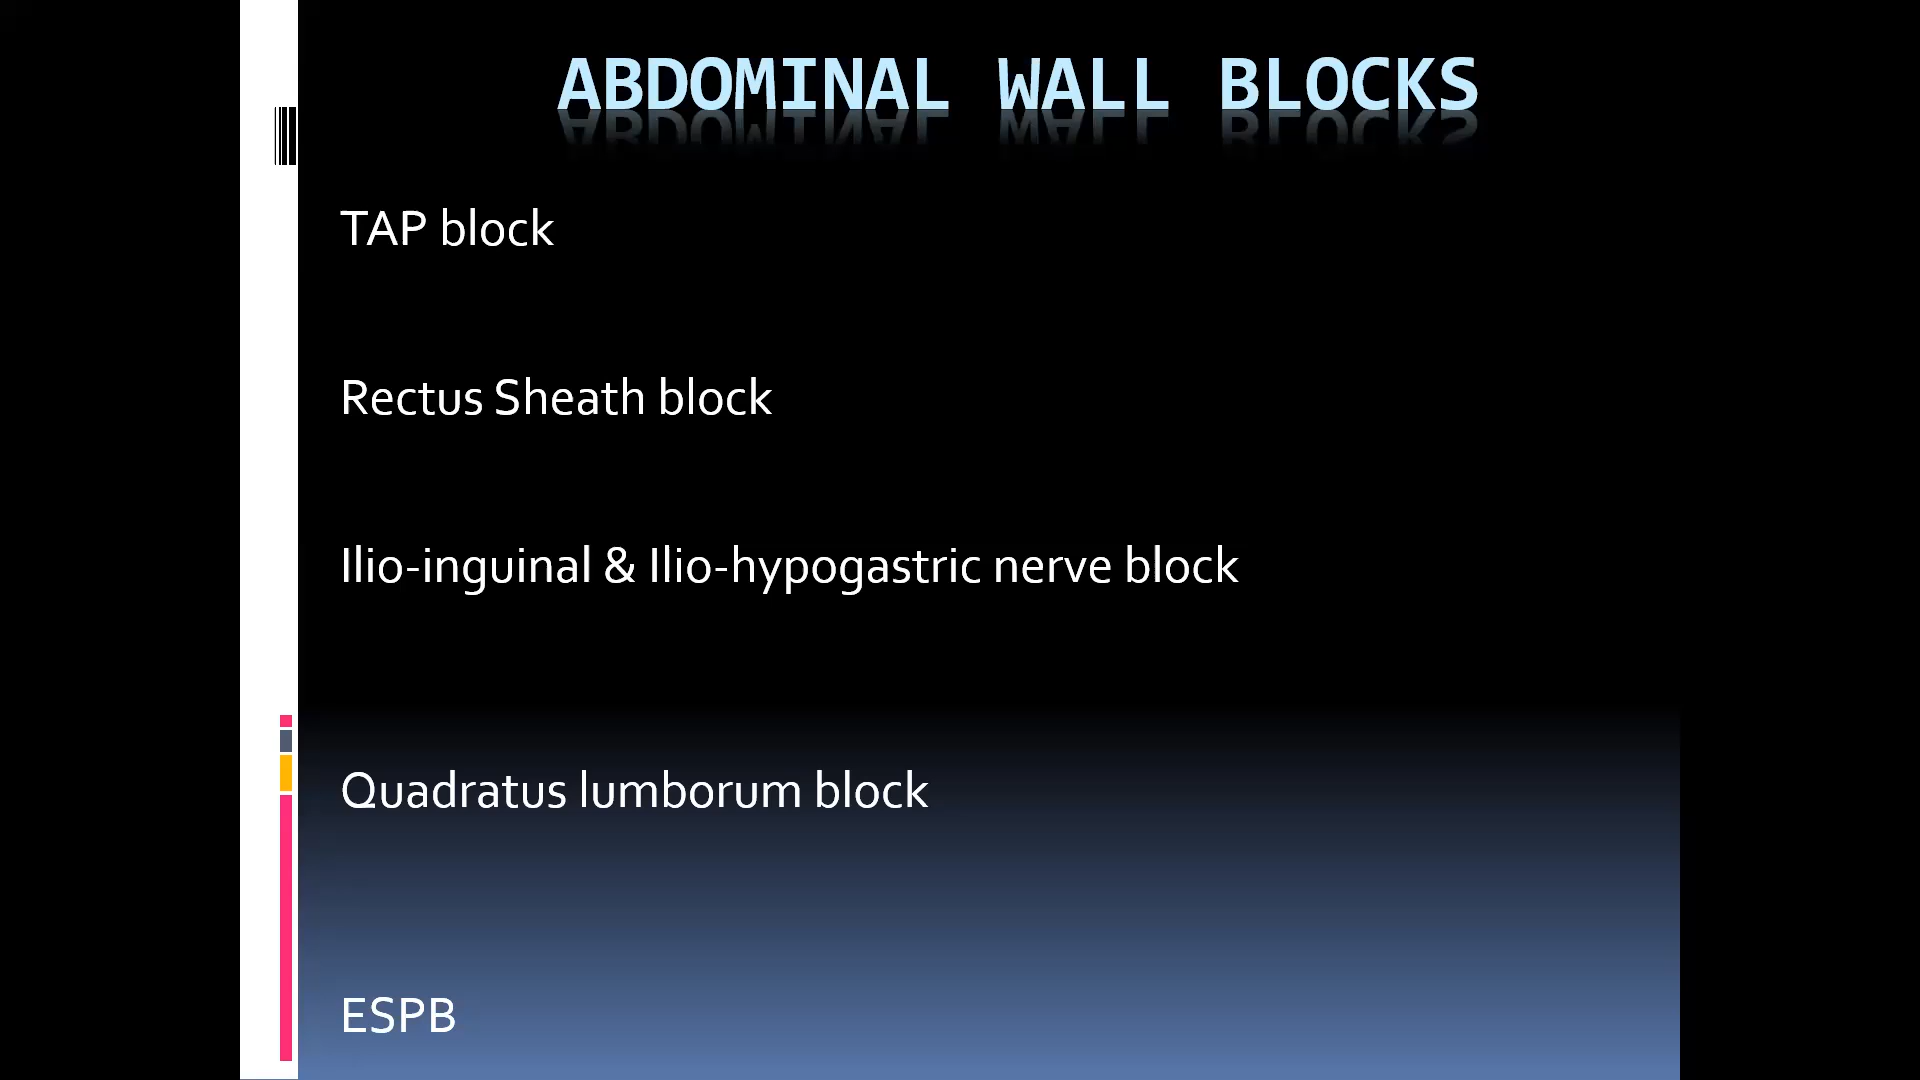 ABDOMINAL WALL BLOCKS
TAP block
Rectus Sheath block
Ilio-inguinal & Ilio-hypogastric nerve block
Quadratus lumborum block
ESPB